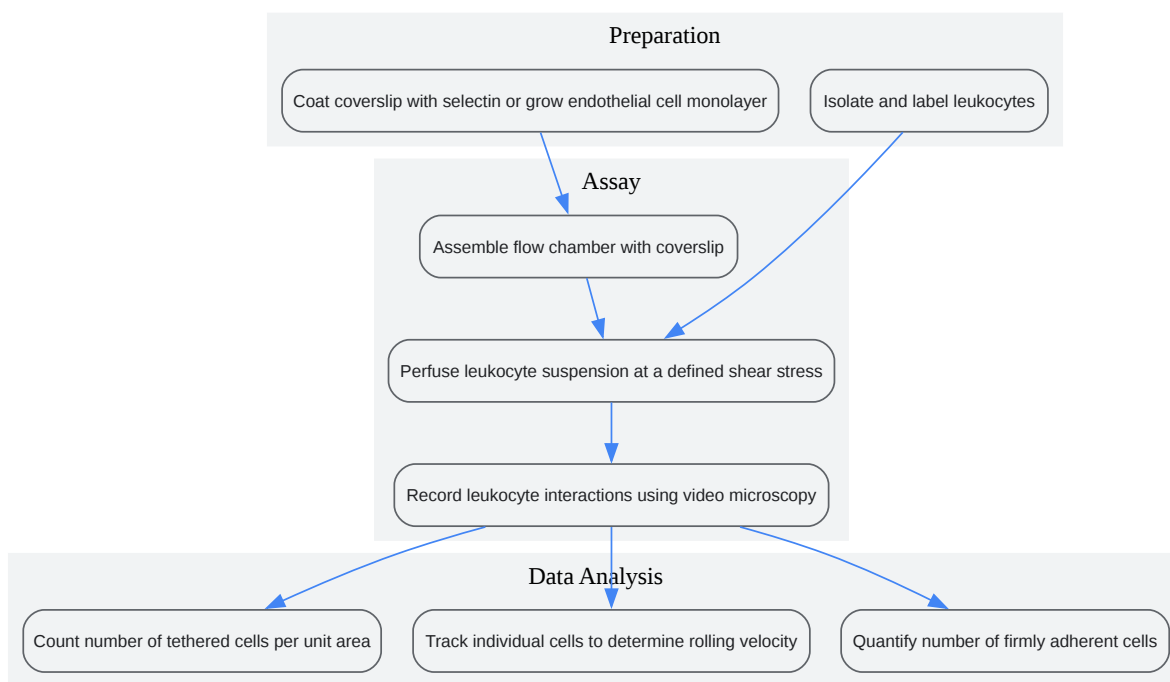 Preparation
Coat coverslip with selectin or grow endothelial cell monolayer
Isolate and label leukocytes
Assay
Assemble flow chamber with coverslip
Perfuse leukocyte suspension at a defined shear stress
Record leukocyte interactions using video microscopy
Data Analysis
Count number of tethered cells per unit area
Track individual cells to determine rolling velocity
Quantify number of firmly adherent cells